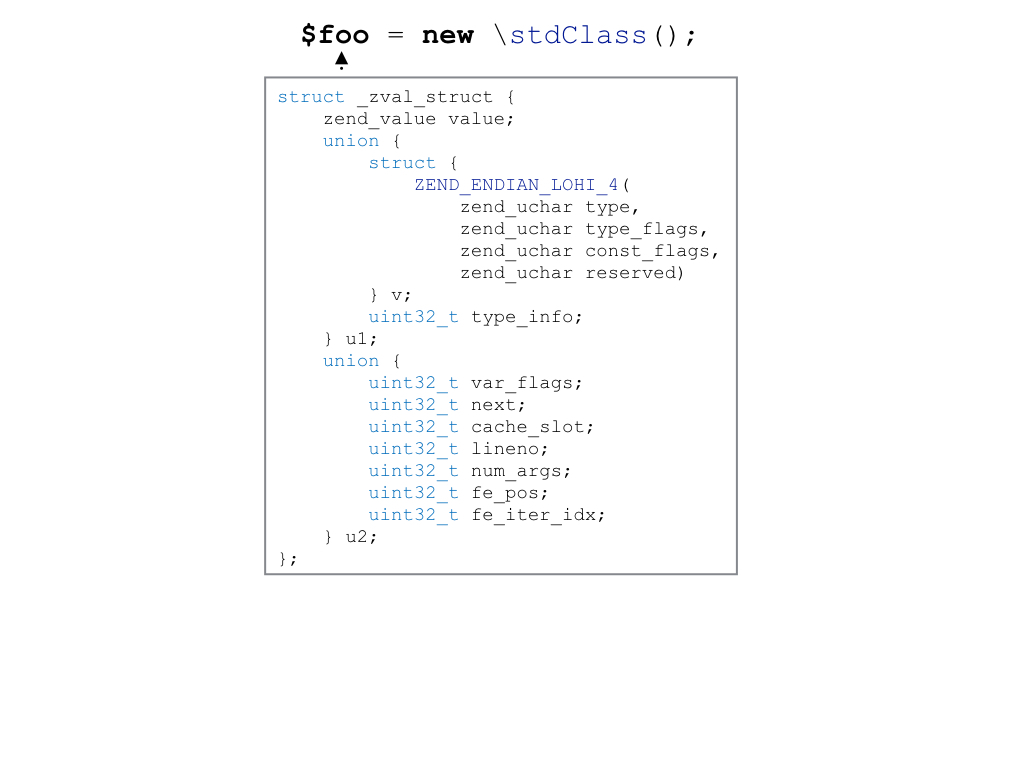 $foo = new \stdClass();
struct _zval_struct {
    zend_value value;
    union {
        struct {
            ZEND_ENDIAN_LOHI_4(
                zend_uchar type,
                zend_uchar type_flags,
                zend_uchar const_flags,
                zend_uchar reserved)
        } v;
        uint32_t type_info;
    } u1;
    union {
        uint32_t var_flags;
        uint32_t next;
        uint32_t cache_slot;
        uint32_t lineno;
        uint32_t num_args;
        uint32_t fe_pos;
        uint32_t fe_iter_idx;
    } u2;
};